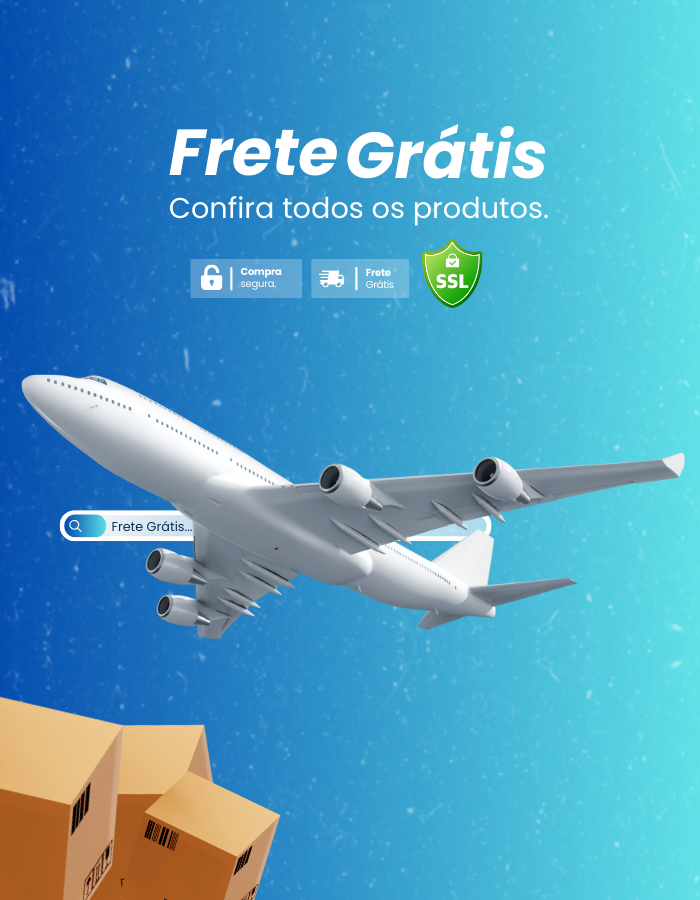 Frete Grátis
Confira todos os produtos.
Compra
segura.
Frete
Grátis
SSL
Frete Grátis...